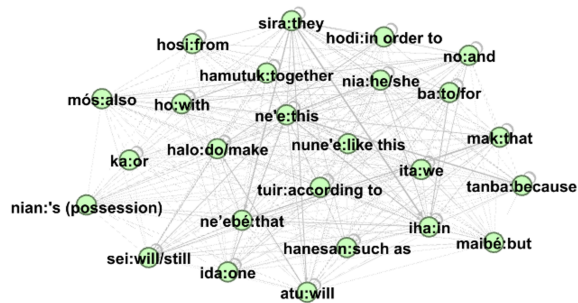 sira:they
hodi:in order to
hosi:from
no:and
hamutuk:together
nia:he/she
ba:to/for
mós:also
ho:with
ne'e:this
mak:that
halo:do/make
nune'e:like this
ka:or
ita:we
tanba:because
tuir:according to
nian:'s (possession)
ne'ebé:that
iha:in
maibé:but
hanesan:such as
sei:will/still
ida:one
atu:will